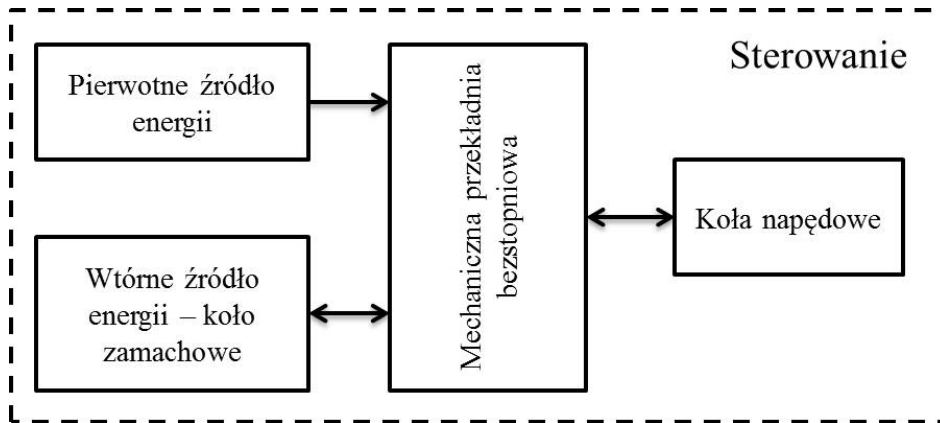 Sterowanie
Pierwotne źródło
energii
Wtórne źródło
energii – koło
zamachowe
Mechaniczna przekładnia
bezstopniowa
Koła napędowe